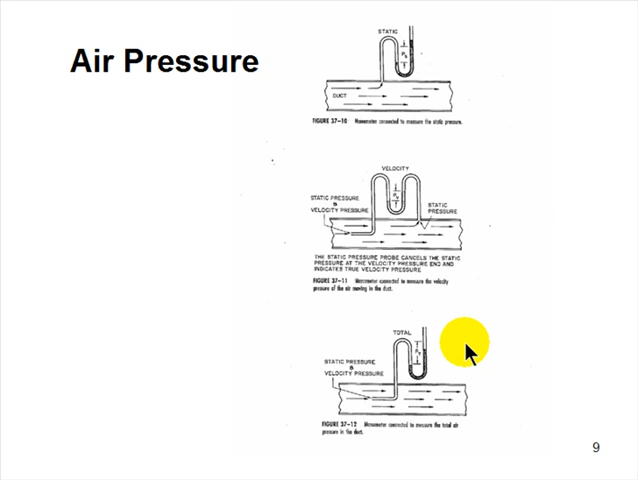 Air Pressure
STATIC
DUCT
FIGURE 37-10 Manometer connected to measure the static pressure.
VELOCITY
STATIC PRESSURE
&
VELOCITY PRESSURE
STATIC
PRESSURE
THE STATIC PRESSURE PROBE CANCELS THE STATIC
PRESSURE AT THE VELOCITY PRESSURE END AND
INDICATES TRUE VELOCITY PRESSURE
FIGURE 37-11 Manometer connected to measure the velocity
pressure of the air moving in the duct.
TOTAL
STATIC PRESSURE
&
VELOCITY PRESSURE
FIGURE 37-12 Manometer connected to measure the total air
pressure in the duct.
9